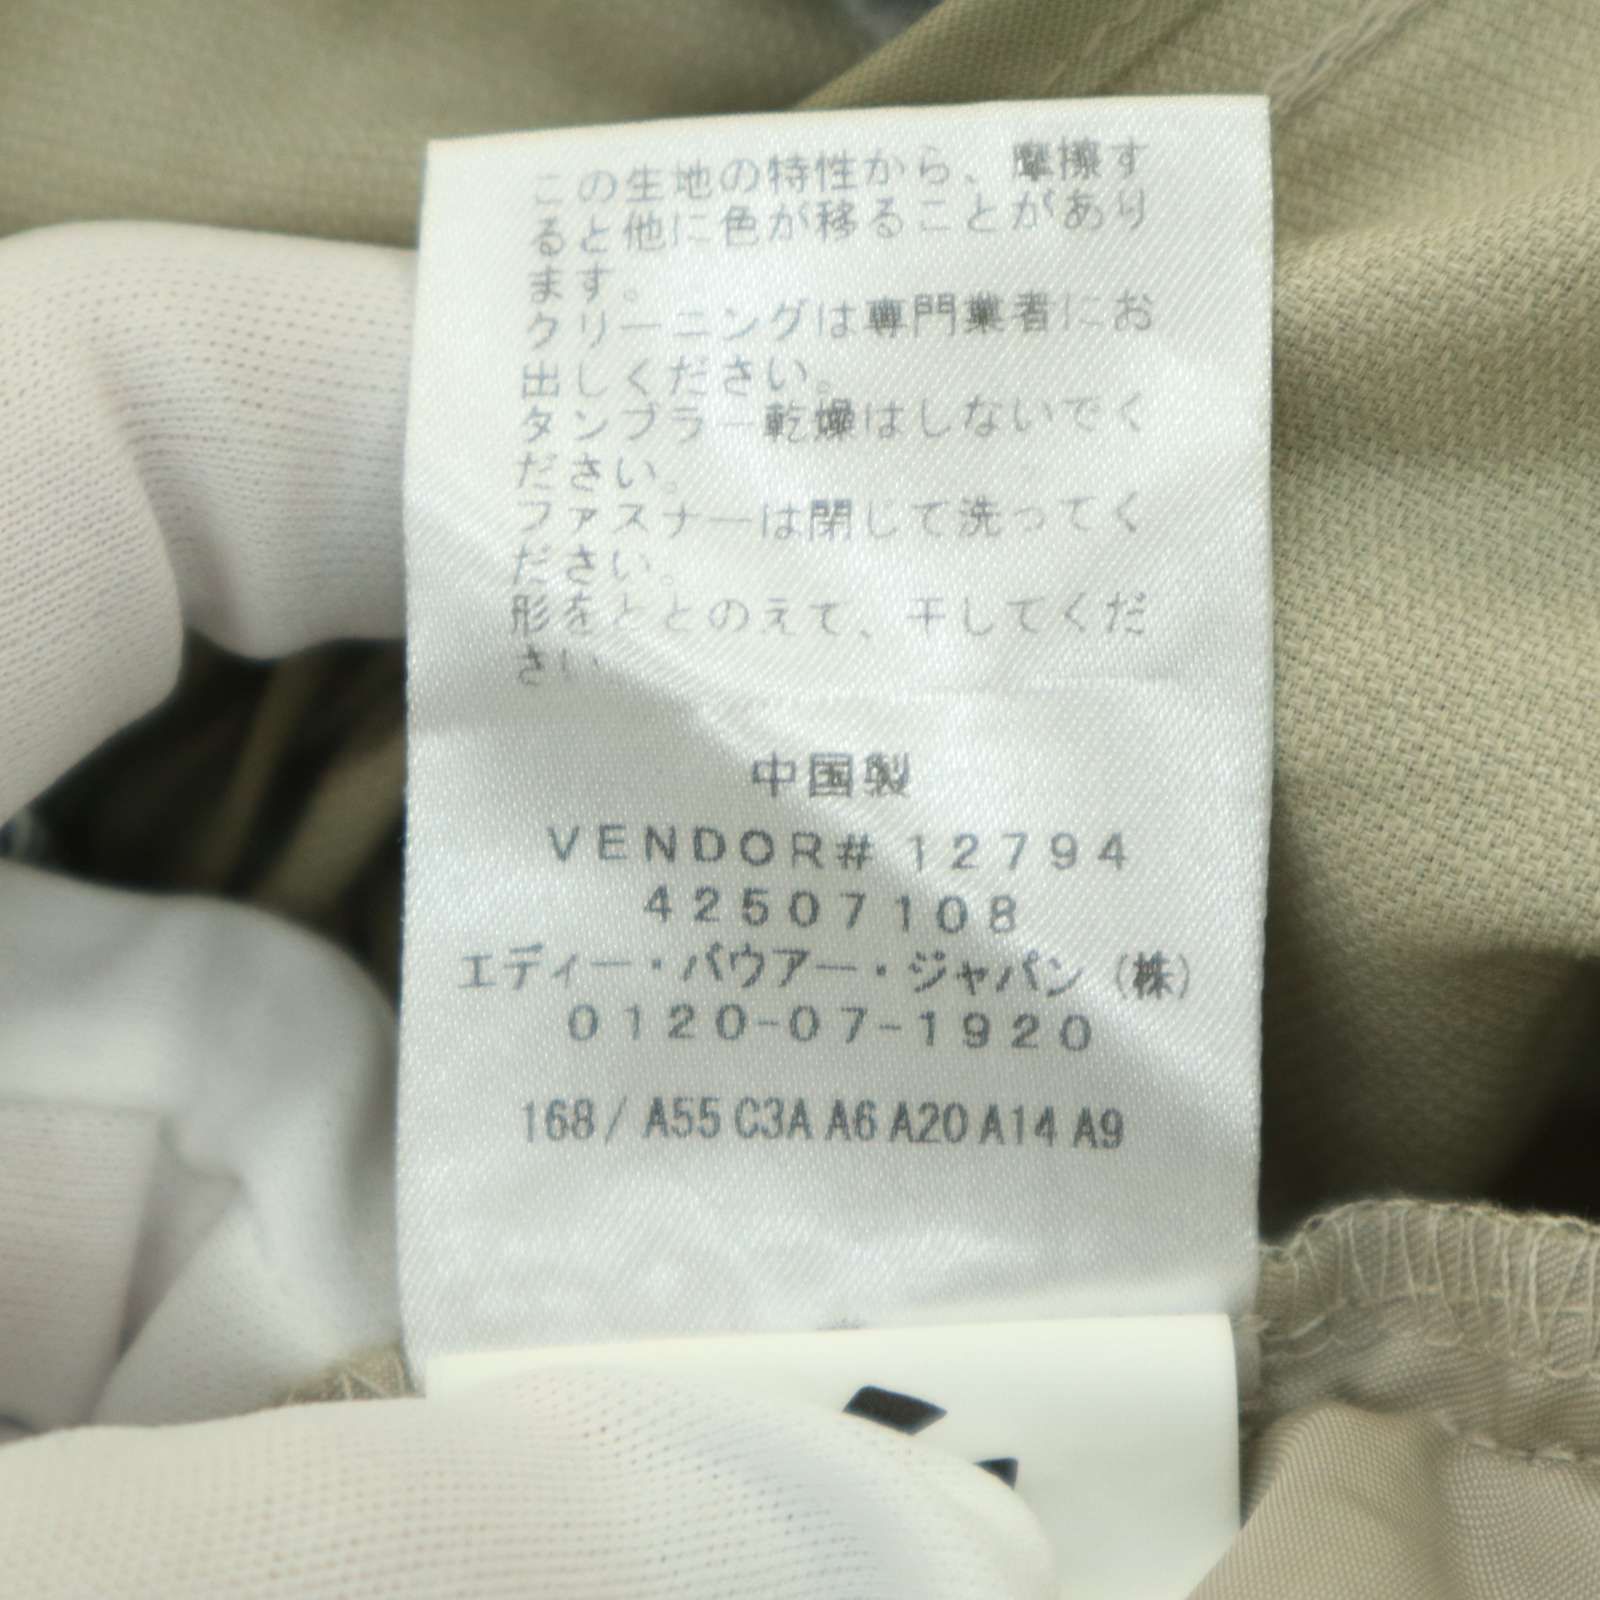 この生地の特性から、摩擦す
ると他に色が移ることがあり
ます。
クリーニングは専門業者にお
出しください。
タンブラー乾燥はしないでく
ださい。
ファスナーは閉じて洗ってく
ださい。
形をととのえて、干してくだ
さい
中国製
VENDOR# 12794
42507108
エディー・バウアー・ジャパン(株)
0120-07-1920
168/ A55 C3A A6 A20 A14 A9